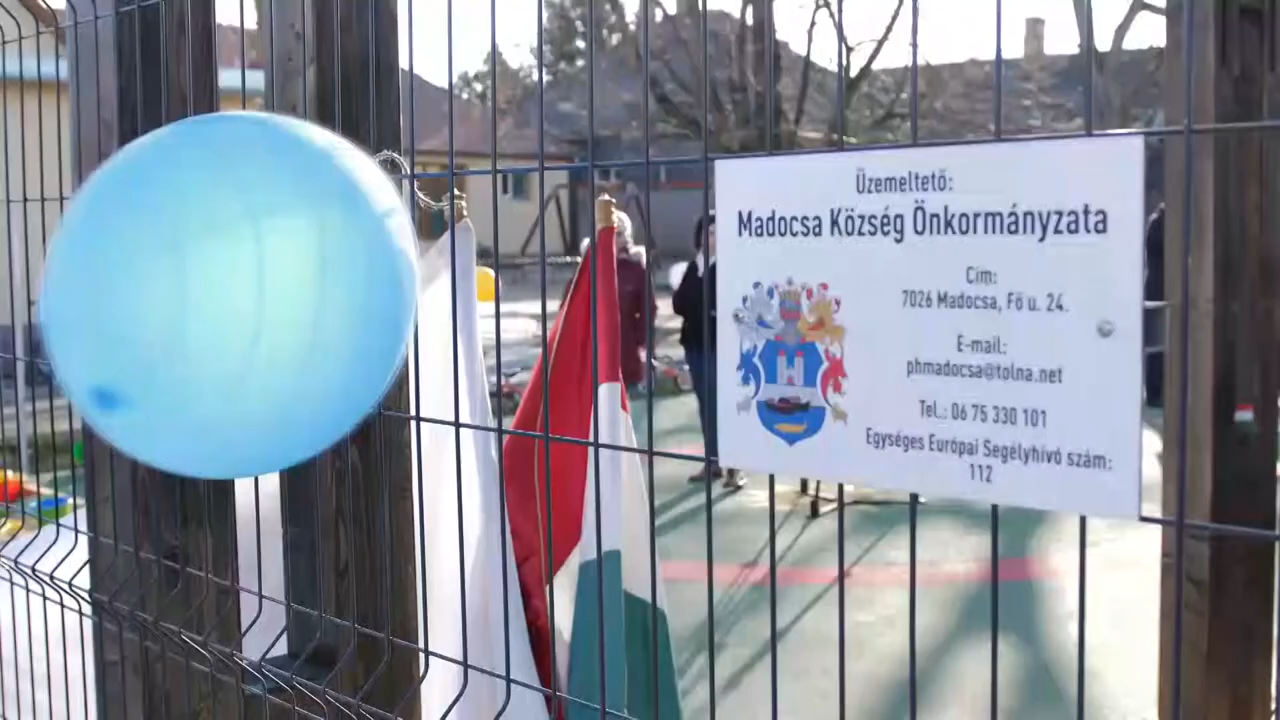 Üzemeltető:
Madocsa Község Önkormányzata
Cím:
7026 Madocsa, Fő u. 24.
E-mail:
phmadocsa@tolna.net
Tel.: 06 75 330 101
Egységes Európai Segélyhívó szám:
112